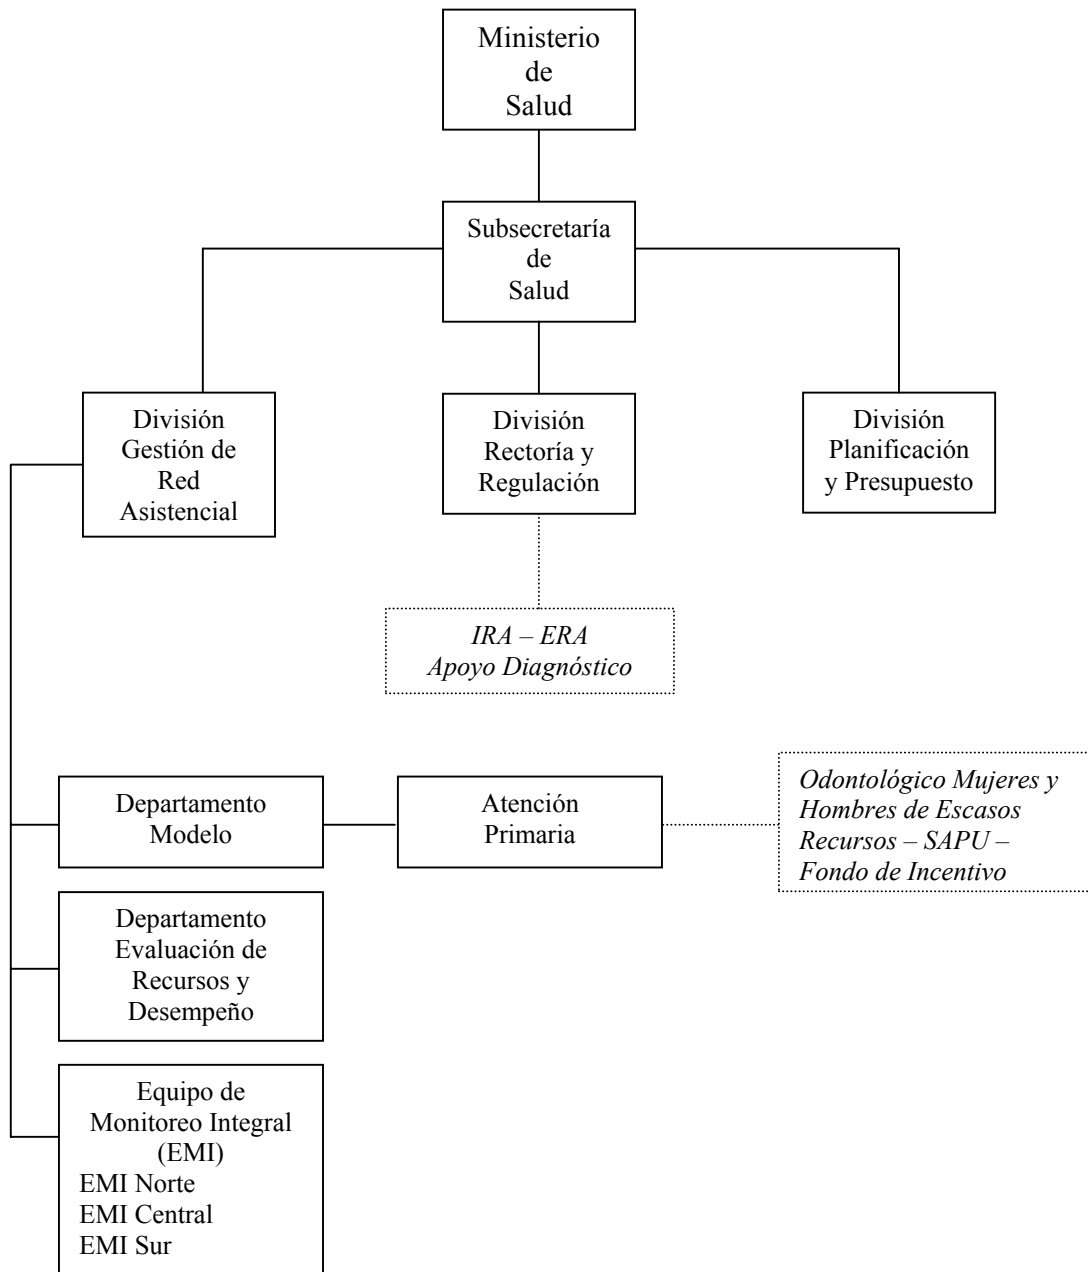 Ministerio
de
Salud
Subsecretaría
de
Salud
División
Gestión de
Red
Asistencial
División
Rectoría y
Regulación
División
Planificación
y Presupuesto
IRA – ERA
Apoyo Diagnóstico
Departamento
Modelo
Atención
Primaria
Odontológico Mujeres y
Hombres de Escasos
Recursos – SAPU –
Fondo de Incentivo
Departamento
Evaluación de
Recursos y
Desempeño
Equipo de
Monitoreo Integral
(EMI)
EMI Norte
EMI Central
EMI Sur